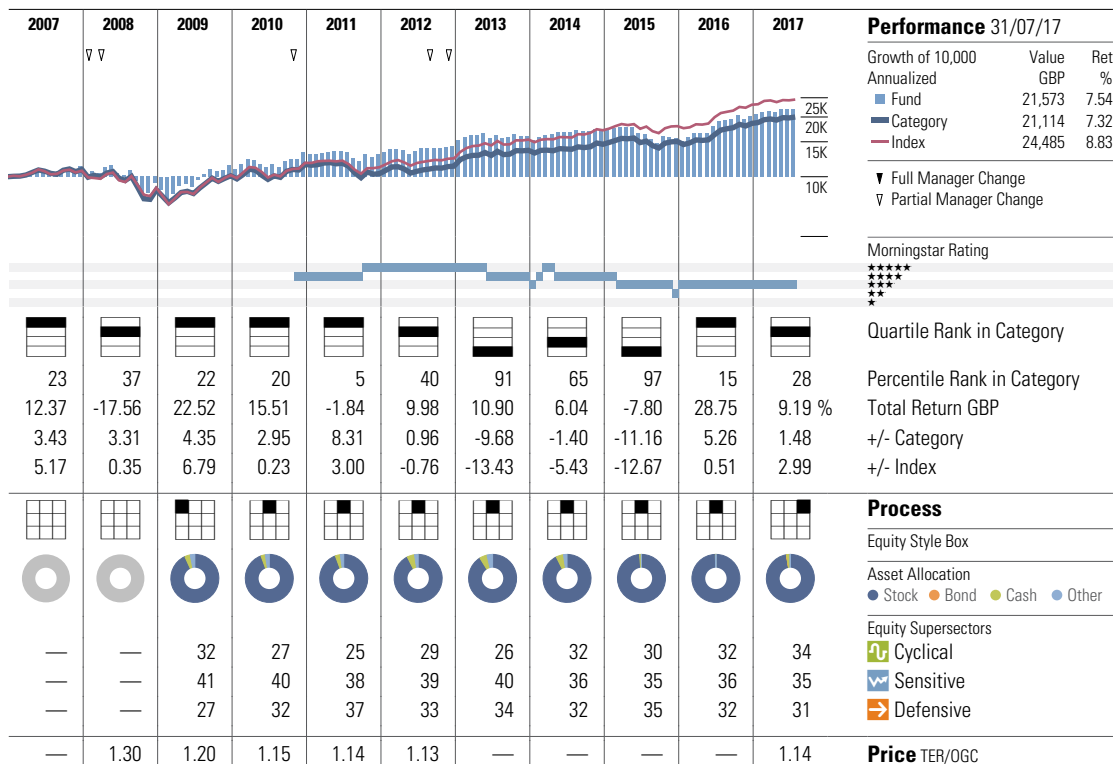 2007 2008 2009 2010 2011 2012 2013 2014 2015 2016 2017
Performance 31/07/17
Growth of 10,000 Value Ret
Annualized GBP %
Fund 21,573 7.54
Category 21,114 7.32
Index 24,485 8.83
Full Manager Change
Partial Manager Change
25K
20K
15K
10K
Morningstar Rating
★★★★★
★★★★
★★★
★★
★
Quartile Rank in Category
23 37 22 20 5 40 91 65 97 15 28 Percentile Rank in Category
12.37 -17.56 22.52 15.51 -1.84 9.98 10.90 6.04 -7.80 28.75 9.19 % Total Return GBP
3.43 3.31 4.35 2.95 8.31 0.96 -9.68 -1.40 -11.16 5.26 1.48 +/- Category
5.17 0.35 6.79 0.23 3.00 -0.76 -13.43 -5.43 -12.67 0.51 2.99 +/- Index
Process
Equity Style Box
Asset Allocation
Stock Bond Cash Other
Equity Supersectors
— — 32 27 25 29 26 32 30 32 34 Cyclical
— — 41 40 38 39 40 36 35 36 35 Sensitive
— — 27 32 37 33 34 32 35 32 31 Defensive
— 1.30 1.20 1.15 1.14 1.13 — — — — 1.14 Price TER/OGC